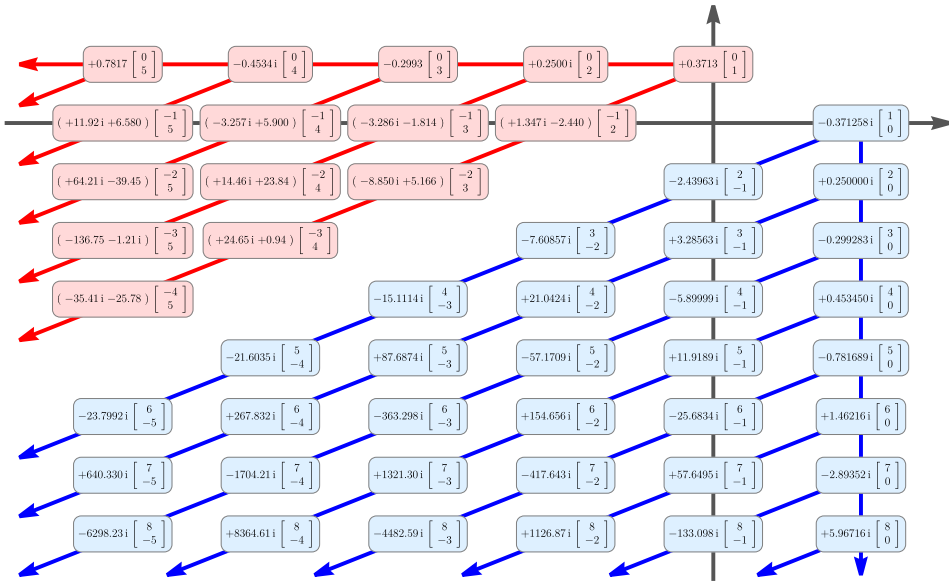 +0.7817 [ 0 5 ] −0.4534 i [ 0 4 ] −0.2993 [ 0 3 ] +0.2500 i [ 0 2 ] +0.3713 [ 0 1 ]
( +11.92 i +6.580 ) [ −1 5 ] ( −3.257 i +5.900 ) [ −1 4 ] ( −3.286 i −1.814 ) [ −1 3 ] ( +1.347 i −2.440 ) [ −1 2 ] −0.371258 i [ 1 0 ]
( +64.21 i −39.45 ) [ −2 5 ] ( +14.46 i +23.84 ) [ −2 4 ] ( −8.850 i +5.166 ) [ −2 3 ] −2.43963 i [ 2 −1 ] +0.250000 i [ 2 0 ]
( −136.75 −1.21 i ) [ −3 5 ] ( +24.65 i +0.94 ) [ −3 4 ] −7.60857 i [ 3 −2 ] +3.28563 i [ 3 −1 ] −0.299283 i [ 3 0 ]
( −35.41 i −25.78 ) [ −4 5 ] −15.1114 i [ 4 −3 ] +21.0424 i [ 4 −2 ] −5.89999 i [ 4 −1 ] +0.453450 i [ 4 0 ]
−21.6035 i [ 5 −4 ] +87.6874 i [ 5 −3 ] −57.1709 i [ 5 −2 ] +11.9189 i [ 5 −1 ] −0.781689 i [ 5 0 ]
−23.7992 i [ 6 −5 ] +267.832 i [ 6 −4 ] −363.298 i [ 6 −3 ] +154.656 i [ 6 −2 ] −25.6834 i [ 6 −1 ] +1.46216 i [ 6 0 ]
+640.330 i [ 7 −5 ] −1704.21 i [ 7 −4 ] +1321.30 i [ 7 −3 ] −417.643 i [ 7 −2 ] +57.6495 i [ 7 −1 ] −2.89352 i [ 7 0 ]
−6298.23 i [ 8 −5 ] +8364.61 i [ 8 −4 ] −4482.59 i [ 8 −3 ] +1126.87 i [ 8 −2 ] −133.098 i [ 8 −1 ] +5.96716 i [ 8 0 ]